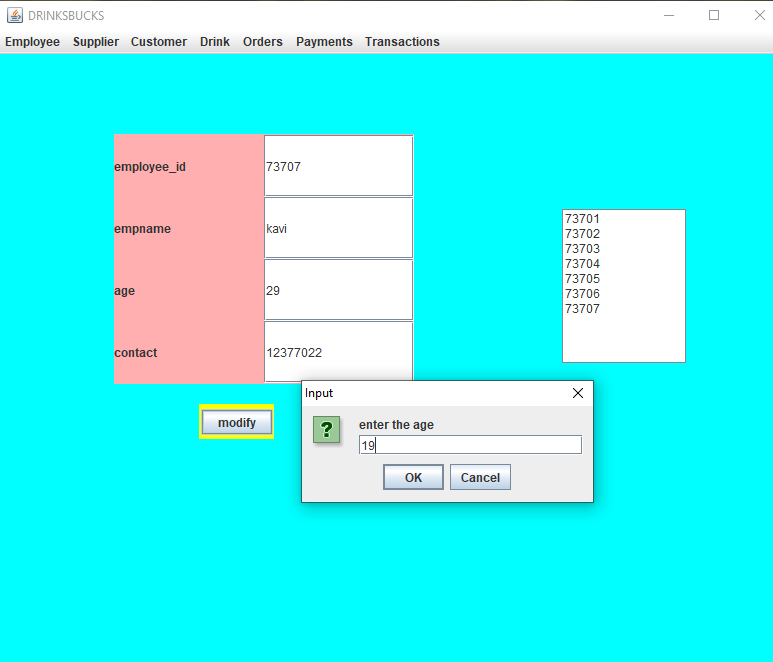 DRINKSBUCKS
Employee Supplier Customer Drink Orders Payments Transactions
employee_id 73707
empname kavi
age 29
contact 12377022
modify
73701
73702
73703
73704
73705
73706
73707
Input
?
enter the age
19
OK Cancel